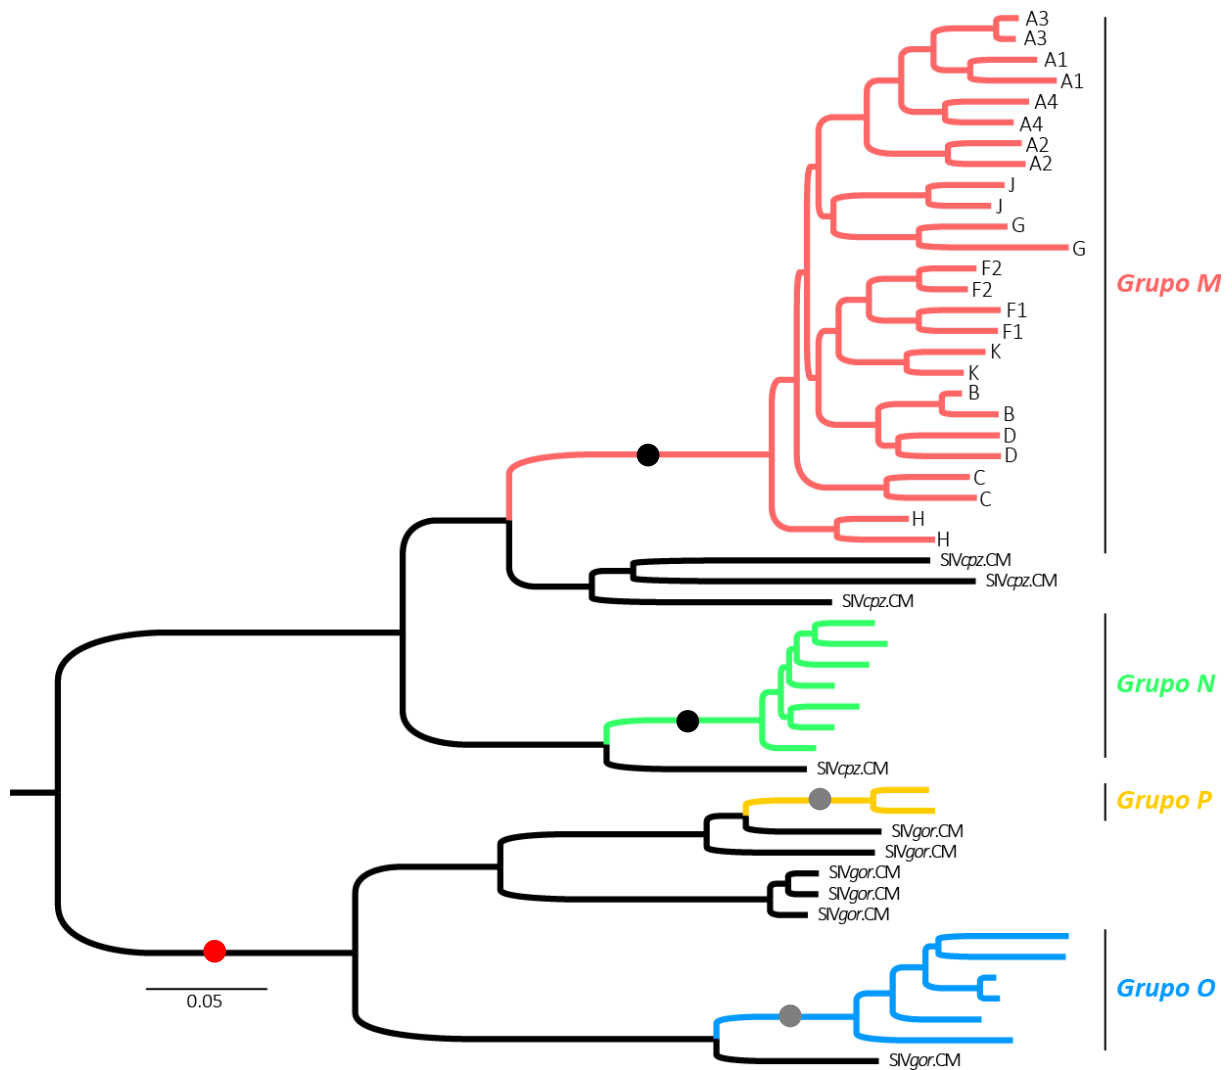 A3
A3
A1
A1
A4
A4
A2
A2
J
J
G
G
F2
Grupo M
F2
F1
F1
K
K
B
B
D
D
C
C
H
H
SIVcpz.CM
SIVcpz.CM
SIVcpz.CM
Grupo N
SIVcpz.CM
Grupo P
SIVgor.CM
SIVgor.CM
SIVgor.CM
SIVgor.CM
SIVgor.CM
Grupo O
0.05
SIVgor.CM